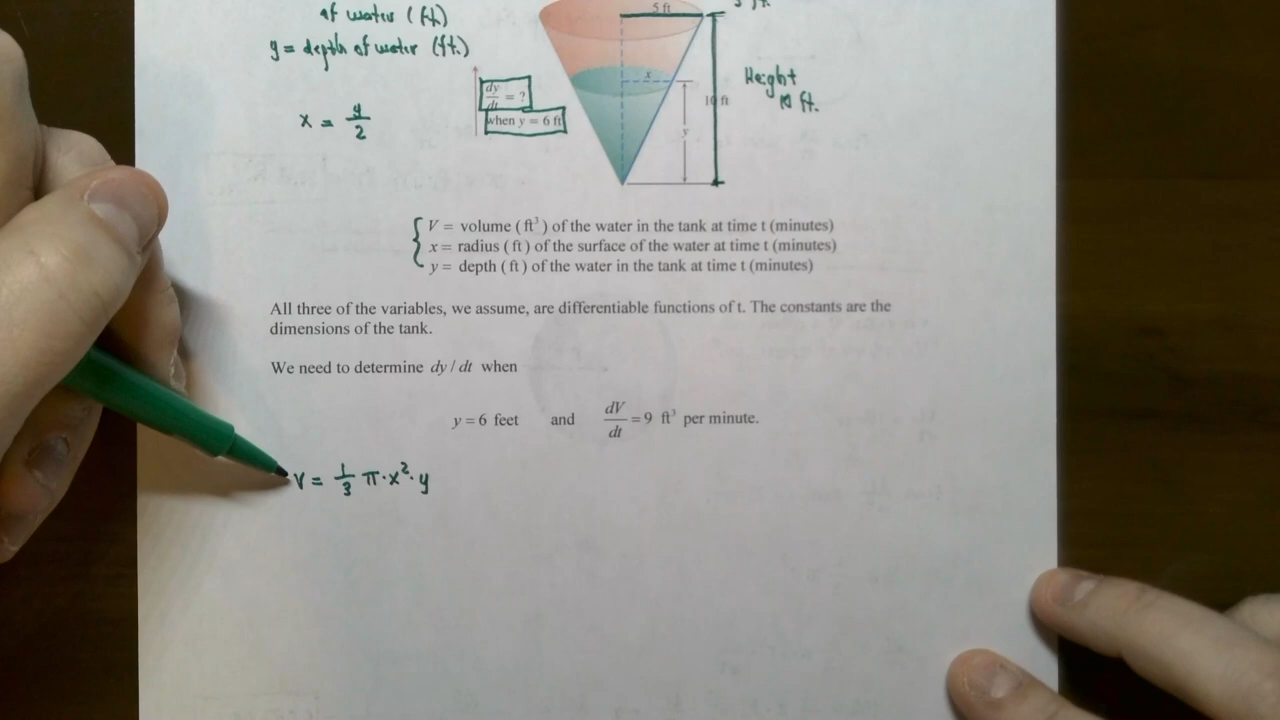 of water (ft)
5 ft
y = depth of water (ft.)
dy/dt = ?
when y = 6 ft
x
Height
10 ft.
10 ft
x = y/2
y
V = volume (ft³) of the water in the tank at time t (minutes)
x = radius (ft) of the surface of the water at time t (minutes)
y = depth (ft) of the water in the tank at time t (minutes)
All three of the variables, we assume, are differentiable functions of t. The constants are the
dimensions of the tank.
We need to determine dy / dt when
y = 6 feet and dV/dt = 9 ft³ per minute.
V = 1/3 π · x² · y